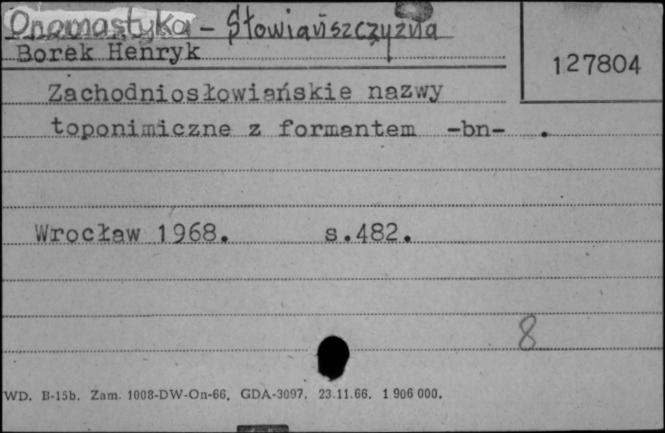 Onomastyka - Słowiańszczyzna
Borek Henryk
127804
Zachodniosłowiańskie nazwy
toponimiczne z formantem -bn- .
Wrocław 1968. s.482.
8
WD. B-15b. Zam. 1008-DW-On-66. GDA-3097. 23.11.66. 1 906 000.